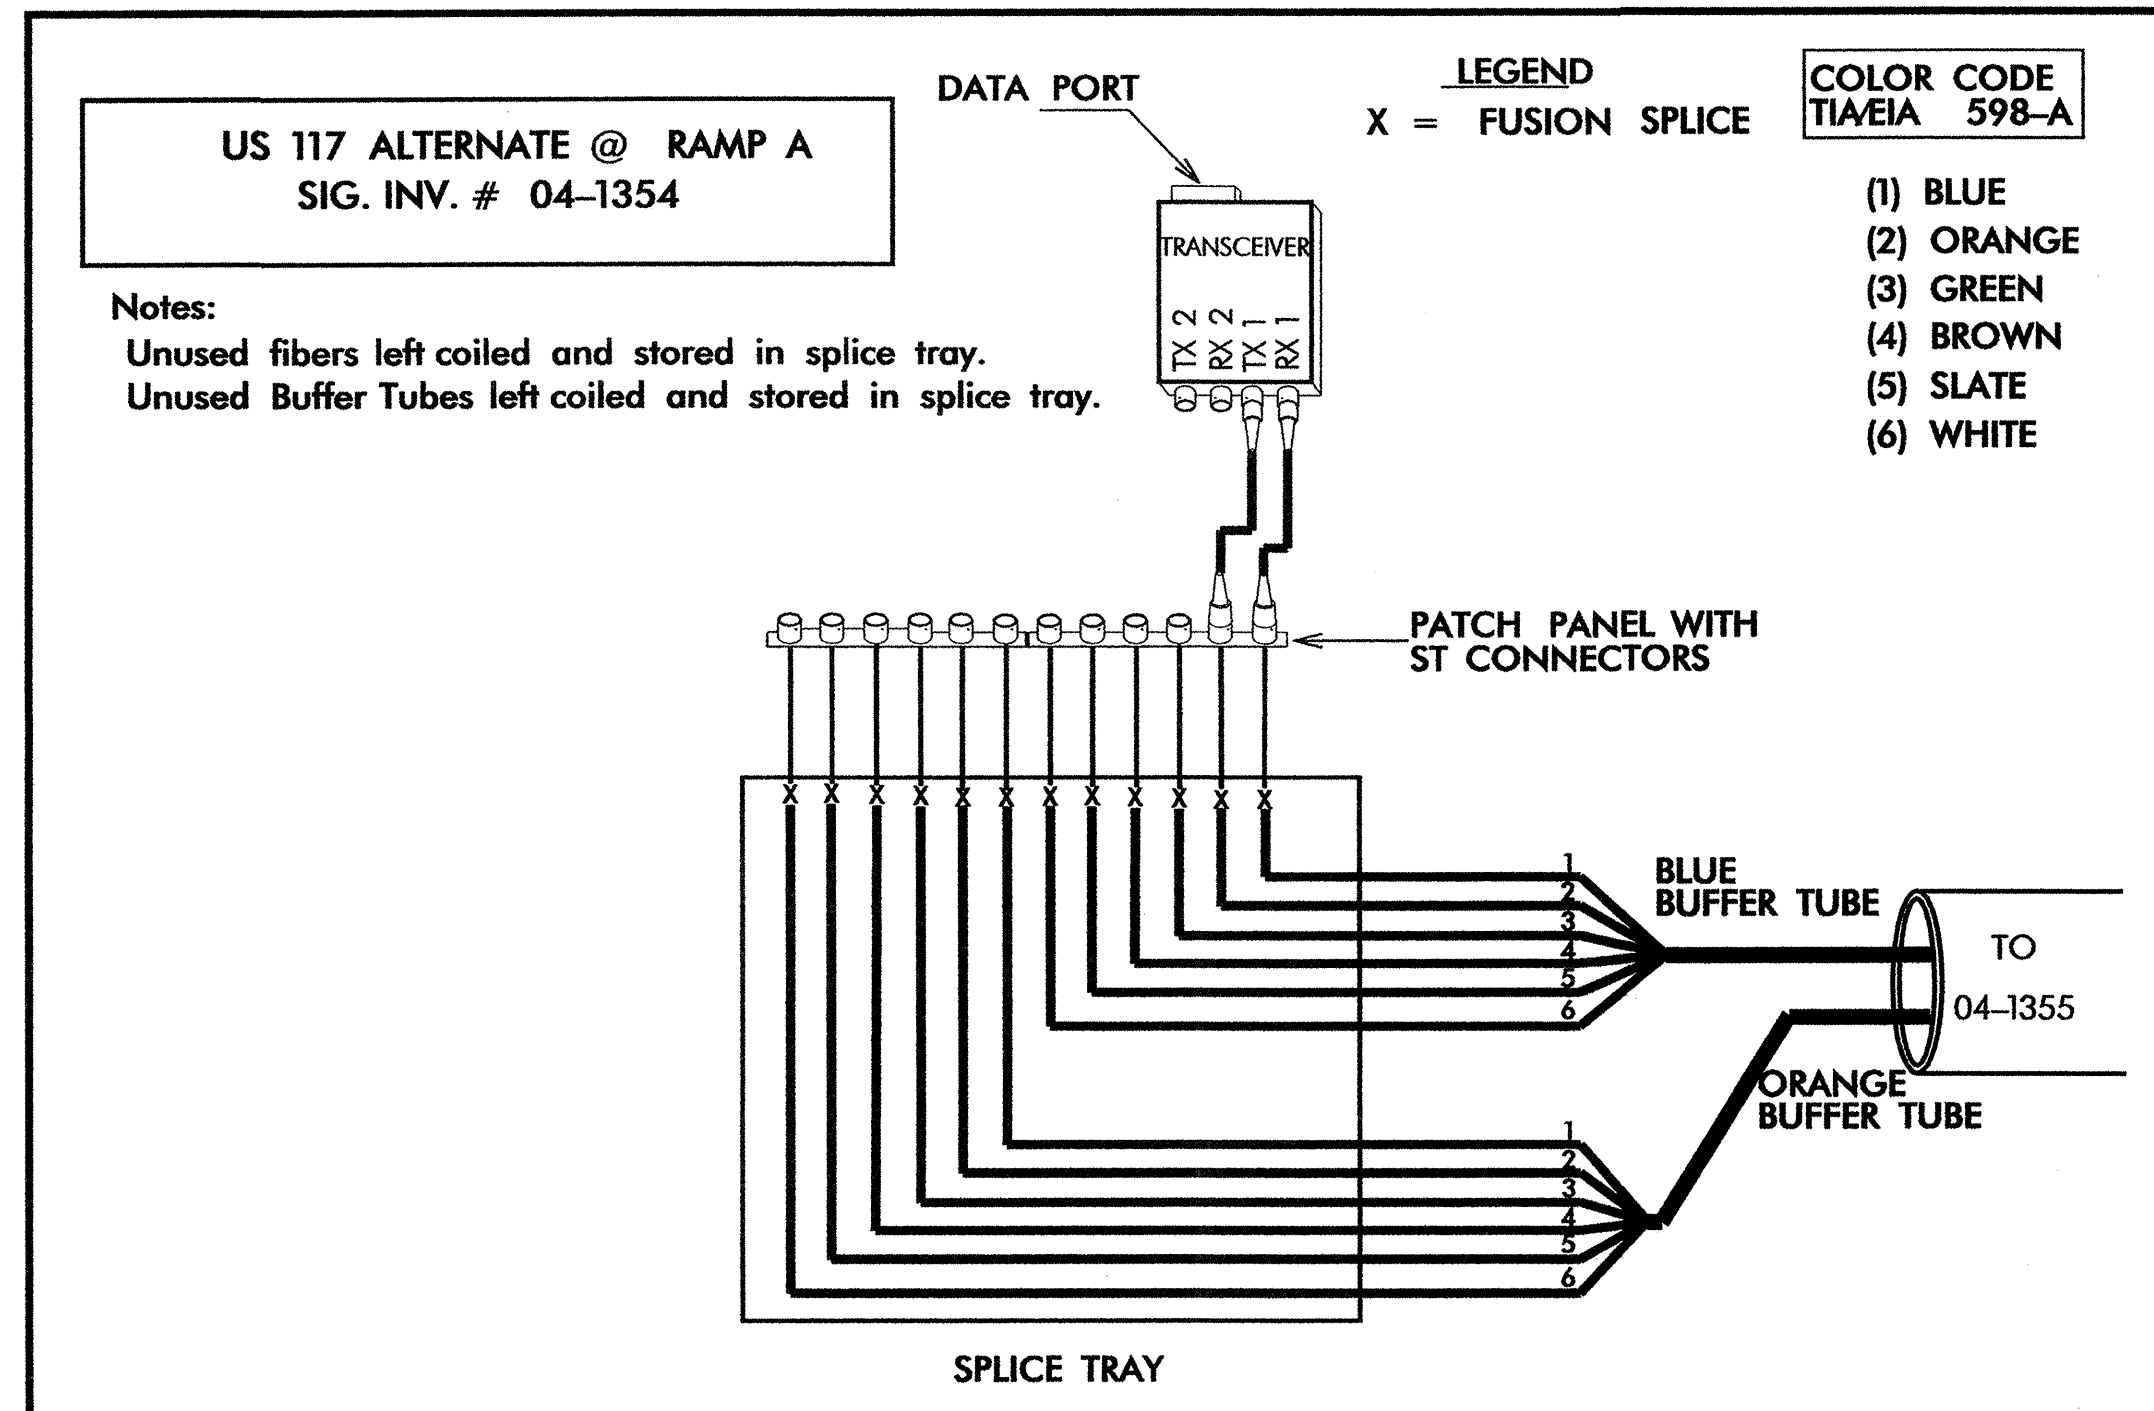 US 117 ALTERNATE @ RAMP A
SIG. INV. # 04-1354
Notes:
Unused fibers left coiled and stored in splice tray.
Unused Buffer Tubes left coiled and stored in splice tray.
DATA PORT
LEGEND
X = FUSION SPLICE
COLOR CODE
TIA/EIA 598-A
(1) BLUE
(2) ORANGE
(3) GREEN
(4) BROWN
(5) SLATE
(6) WHITE
TRANSCEIVER
TX 2
RX 2
TX 1
RX 1
PATCH PANEL WITH
ST CONNECTORS
X X X X X X X X X X X X
1
2
3
4
5
6
BLUE
BUFFER TUBE
TO
04-1355
ORANGE
BUFFER TUBE
1
2
3
4
5
6
SPLICE TRAY